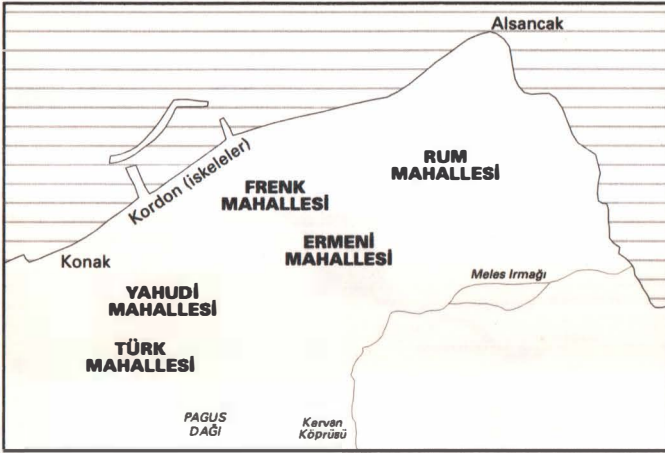 Alsancak
Kordon (iskeleler)
RUM
MAHALLESİ
FRENK
MAHALLESİ
ERMENİ
MAHALLESİ
Konak
Meles Irmağı
YAHUDİ
MAHALLESİ
TÜRK
MAHALLESİ
PAGUS
DAĞI
Kervan
Köprüsü